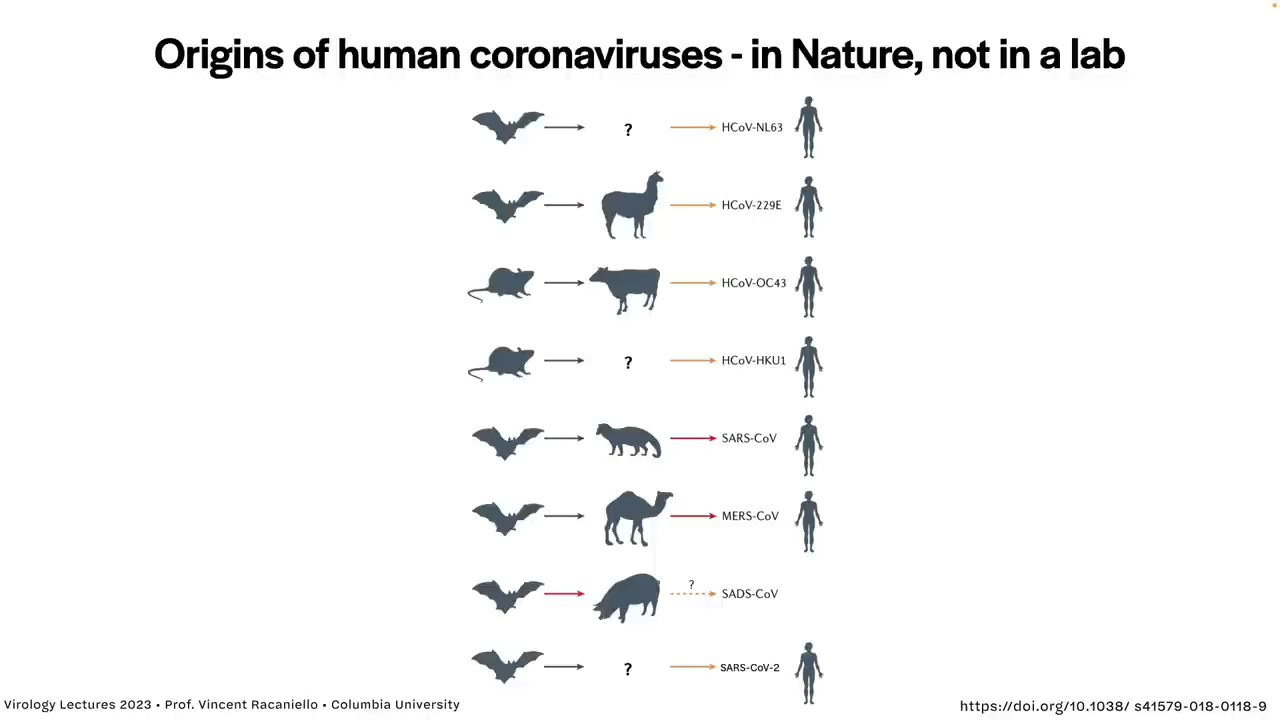 Origins of human coronaviruses - in Nature, not in a lab
? HCoV-NL63
HCoV-229E
HCoV-OC43
? HCoV-HKU1
SARS-CoV
MERS-CoV
? SADS-CoV
? SARS-CoV-2
Virology Lectures 2023 • Prof. Vincent Racaniello • Columbia University
https://doi.org/10.1038/ s41579-018-0118-9